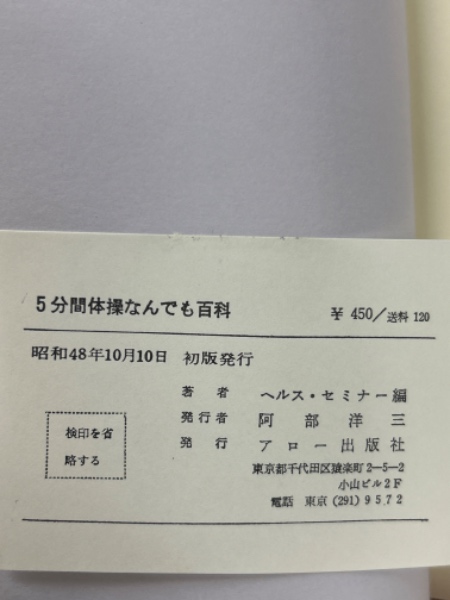 5分間体操なんでも百科
￥ 450/送料 120
昭和48年10月10日 初版発行
著者 ヘルス・セミナー編
発行者 阿部洋三
発行 アロー出版社
検印を省
略する
東京都千代田区猿楽町2-5-2
小山ビル2F
電話 東京(291)9572